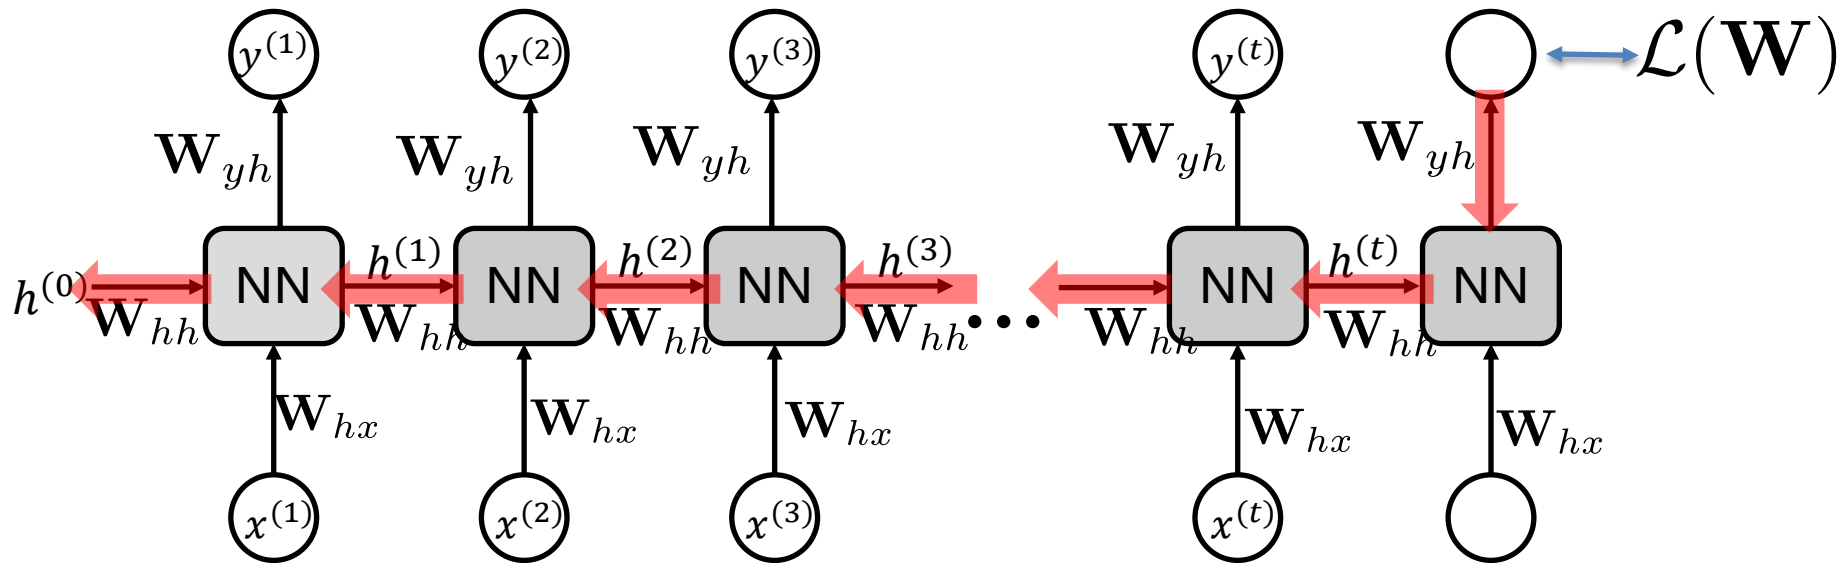 y^(1) y^(2) y^(3) y^(t) ℒ(𝐖)
𝐖_yh 𝐖_yh 𝐖_yh 𝐖_yh 𝐖_yh
h^(0) NN h^(1) NN h^(2) NN h^(3) ... NN h^(t) NN
𝐖_hh 𝐖_hh 𝐖_hh 𝐖_hh 𝐖_hh 𝐖_hh
𝐖_hx 𝐖_hx 𝐖_hx 𝐖_hx 𝐖_hx
x^(1) x^(2) x^(3) x^(t)